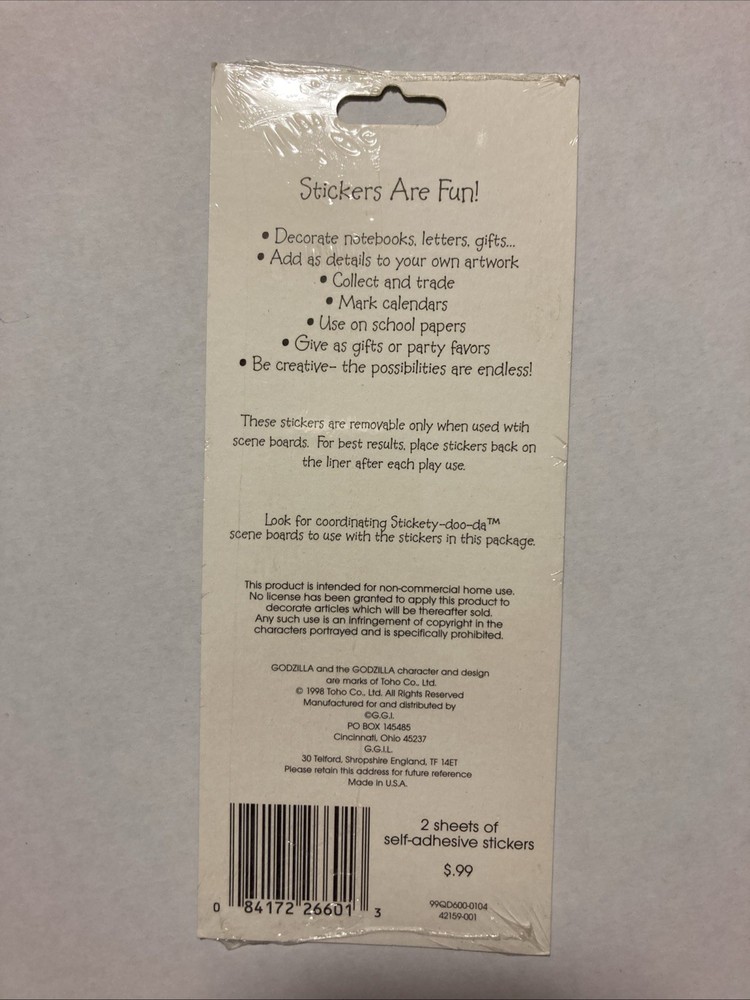 Stickers Are Fun!
• Decorate notebooks, letters, gifts...
• Add as details to your own artwork
• Collect and trade
• Mark calendars
• Use on school papers
• Give as gifts or party favors
• Be creative- the possibilities are endless!
These stickers are removable only when used wtih
scene boards. For best results, place stickers back on
the liner after each play use.
Look for coordinating Stickety-doo-da™
scene boards to use with the stickers in this package.
This product is intended for non-commercial home use.
No license has been granted to apply this product to
decorate articles which will be thereafter sold.
Any such use is an infringement of copyright in the
characters portrayed and is specifically prohibited.
GODZILLA and the GODZILLA character and design
are marks of Toho Co., Ltd.
© 1998 Toho Co., Ltd. All Rights Reserved
Manufactured for and distributed by
©G.G.I.
PO BOX 145485
Cincinnati, Ohio 45237
G.G.I.L.
30 Telford, Shropshire England, TF 14ET
Please retain this address for future reference
Made in U.S.A.
2 sheets of
self-adhesive stickers
$.99
99QD600-0104
42159-001
0 84172 26601 3